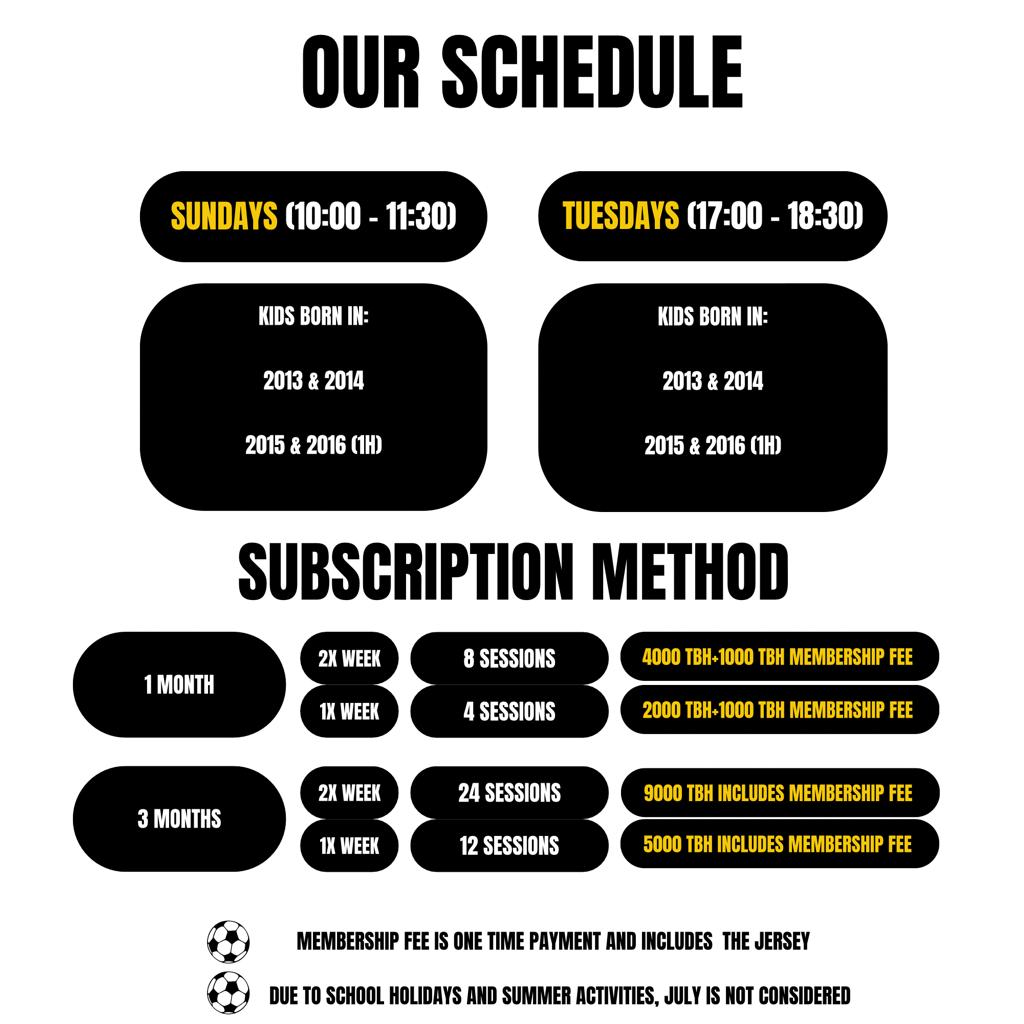 OUR SCHEDULE
SUNDAYS (10:00 - 11:30)
KIDS BORN IN:
2013 & 2014
2015 & 2016 (1H)
TUESDAYS (17:00 - 18:30)
KIDS BORN IN:
2013 & 2014
2015 & 2016 (1H)
SUBSCRIPTION METHOD
1 MONTH
2X WEEK 8 SESSIONS 4000 TBH+1000 TBH MEMBERSHIP FEE
1X WEEK 4 SESSIONS 2000 TBH+1000 TBH MEMBERSHIP FEE
3 MONTHS
2X WEEK 24 SESSIONS 9000 TBH INCLUDES MEMBERSHIP FEE
1X WEEK 12 SESSIONS 5000 TBH INCLUDES MEMBERSHIP FEE
MEMBERSHIP FEE IS ONE TIME PAYMENT AND INCLUDES THE JERSEY
DUE TO SCHOOL HOLIDAYS AND SUMMER ACTIVITIES, JULY IS NOT CONSIDERED